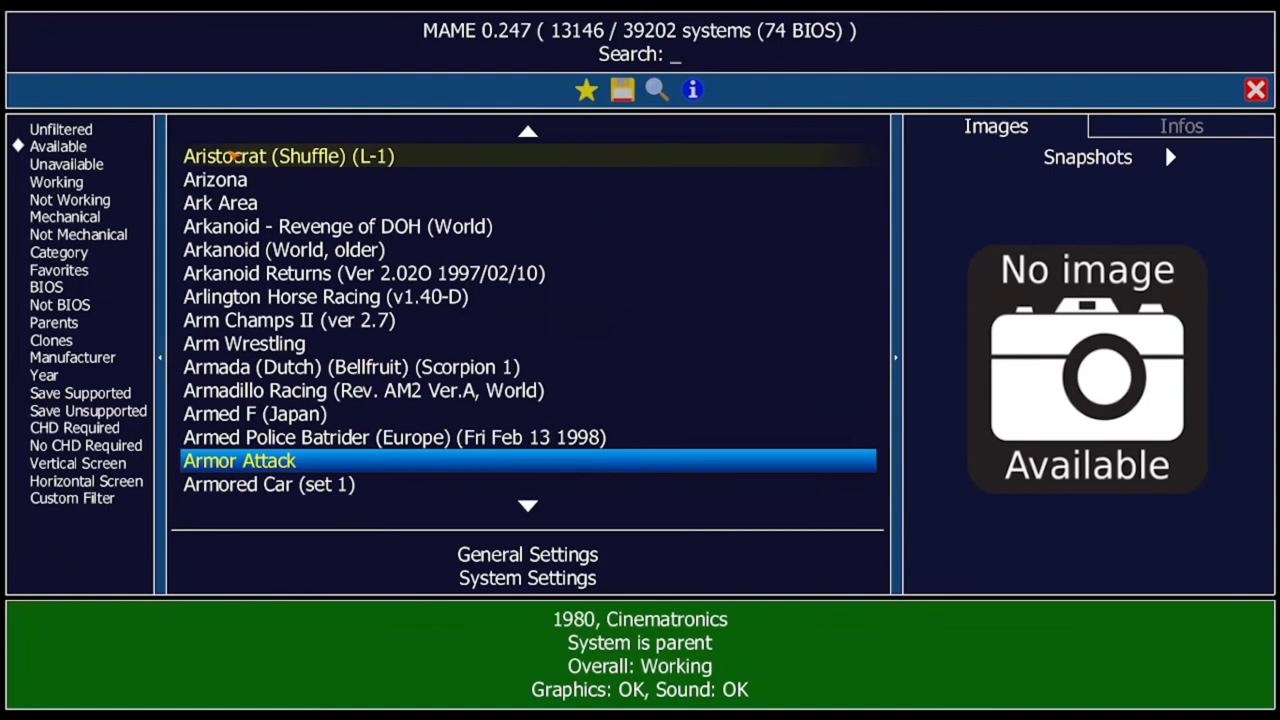 MAME 0.247 ( 13146 / 39202 systems (74 BIOS) )
Search: _
Unfiltered
Available
Unavailable
Working
Not Working
Mechanical
Not Mechanical
Category
Favorites
BIOS
Not BIOS
Parents
Clones
Manufacturer
Year
Save Supported
Save Unsupported
CHD Required
No CHD Required
Vertical Screen
Horizontal Screen
Custom Filter
Aristocrat (Shuffle) (L-1)
Arizona
Ark Area
Arkanoid - Revenge of DOH (World)
Arkanoid (World, older)
Arkanoid Returns (Ver 2.02O 1997/02/10)
Arlington Horse Racing (v1.40-D)
Arm Champs II (ver 2.7)
Arm Wrestling
Armada (Dutch) (Bellfruit) (Scorpion 1)
Armadillo Racing (Rev. AM2 Ver.A, World)
Armed F (Japan)
Armed Police Batrider (Europe) (Fri Feb 13 1998)
Armor Attack
Armored Car (set 1)
General Settings
System Settings
Images Infos
Snapshots
No image
Available
1980, Cinematronics
System is parent
Overall: Working
Graphics: OK, Sound: OK